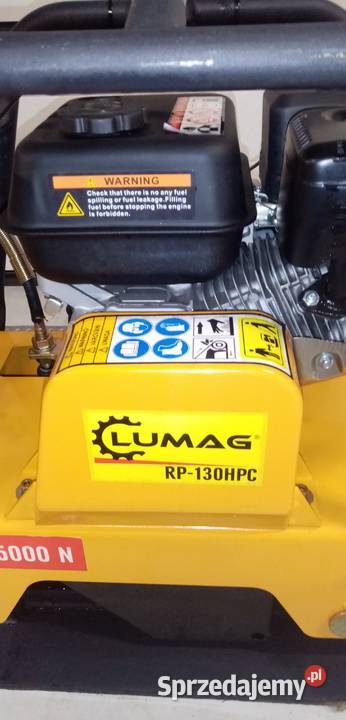 WARNING
Check that there is no any fuel
spilling or fuel leakage.Filling
fuel before stopping the engine
is forbidden.
LUMAG®
RP-130HPC
5000 N
Sprzedajemy.pl